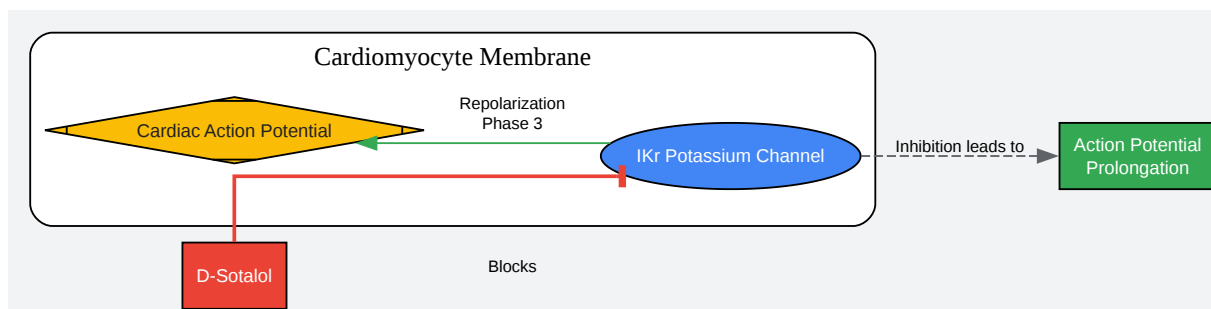 Cardiomyocyte Membrane
Repolarization
Phase 3
Cardiac Action Potential
IKr Potassium Channel
Inhibition leads to
Action Potential
Prolongation
D-Sotalol
Blocks